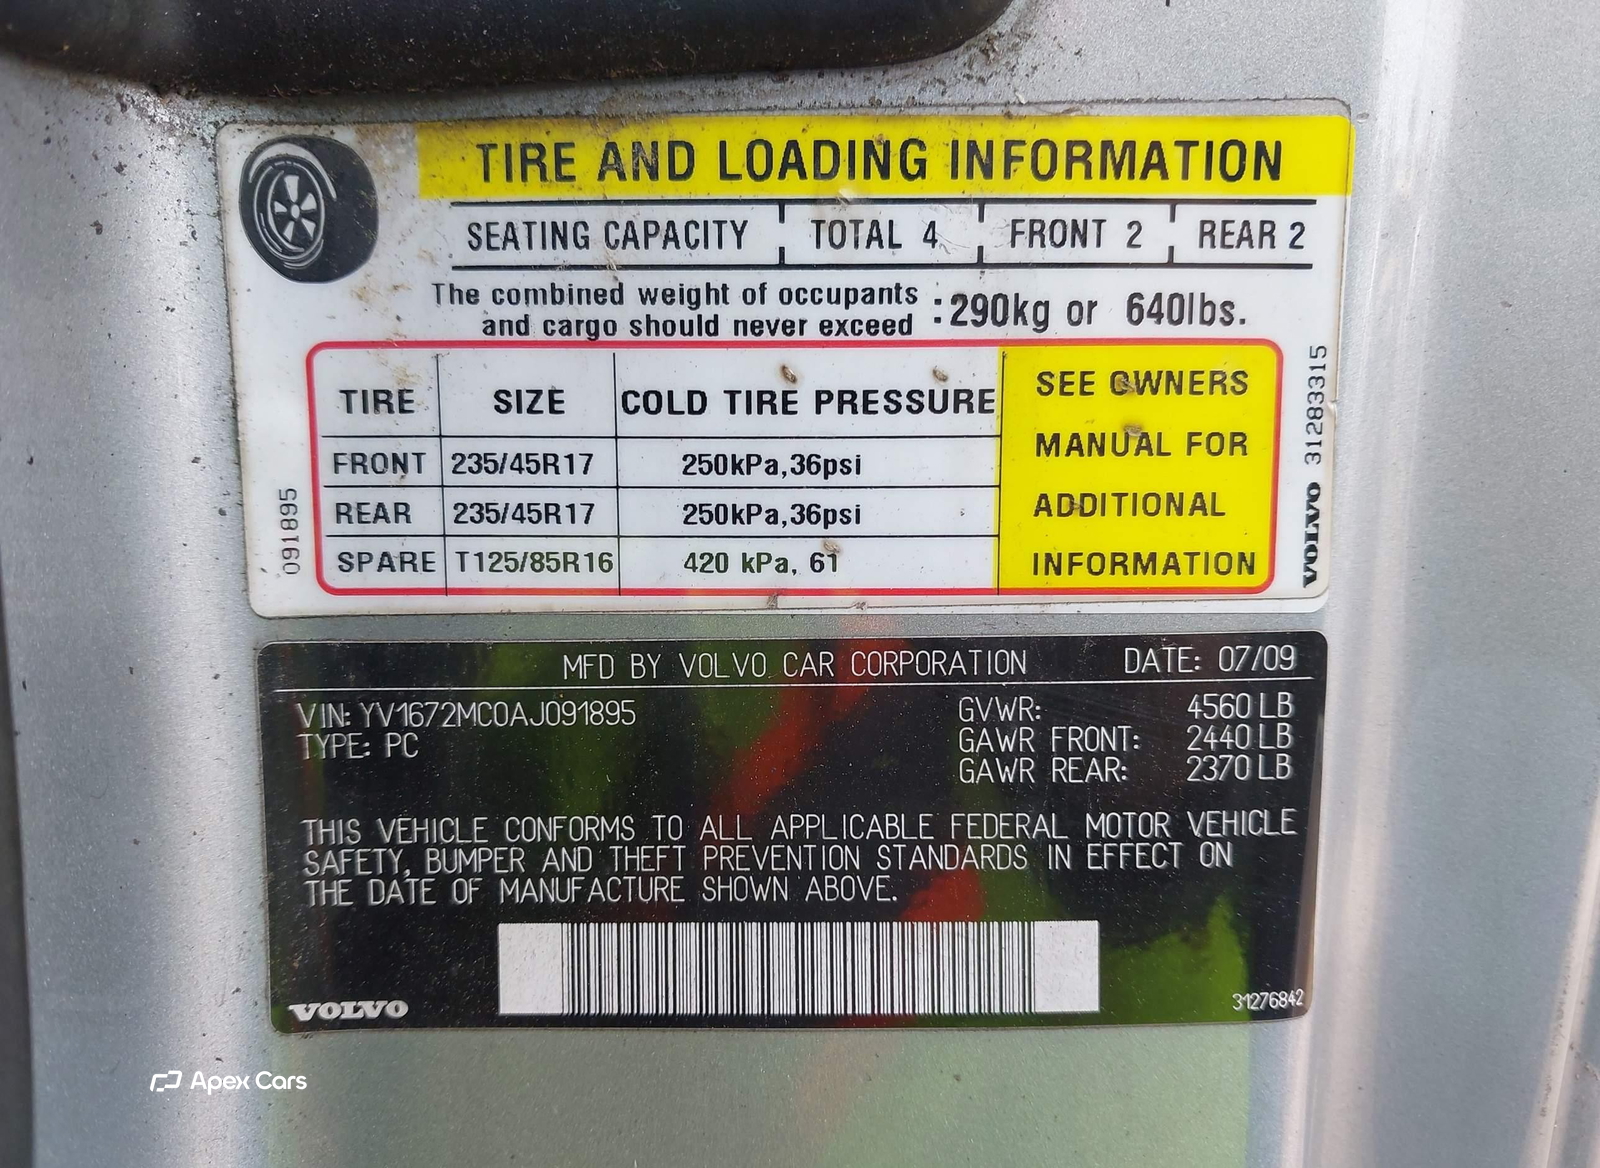 TIRE AND LOADING INFORMATION
SEATING CAPACITY TOTAL 4 FRONT 2 REAR 2
The combined weight of occupants
and cargo should never exceed :290kg or 640lbs.
TIRE SIZE COLD TIRE PRESSURE
FRONT 235/45R17 250kPa,36psi
REAR 235/45R17 250kPa,36psi
SPARE T125/85R16 420 kPa, 61
SEE OWNERS
MANUAL FOR
ADDITIONAL
INFORMATION
091895
VOLVO 31283315
MFD BY VOLVO CAR CORPORATION DATE: 07/09
VIN: YV1672MC0AJ091895
TYPE: PC
GVWR: 4560 LB
GAWR FRONT: 2440 LB
GAWR REAR: 2370 LB
THIS VEHICLE CONFORMS TO ALL APPLICABLE FEDERAL MOTOR VEHICLE
SAFETY, BUMPER AND THEFT PREVENTION STANDARDS IN EFFECT ON
THE DATE OF MANUFACTURE SHOWN ABOVE.
VOLVO
31276842
Apex Cars